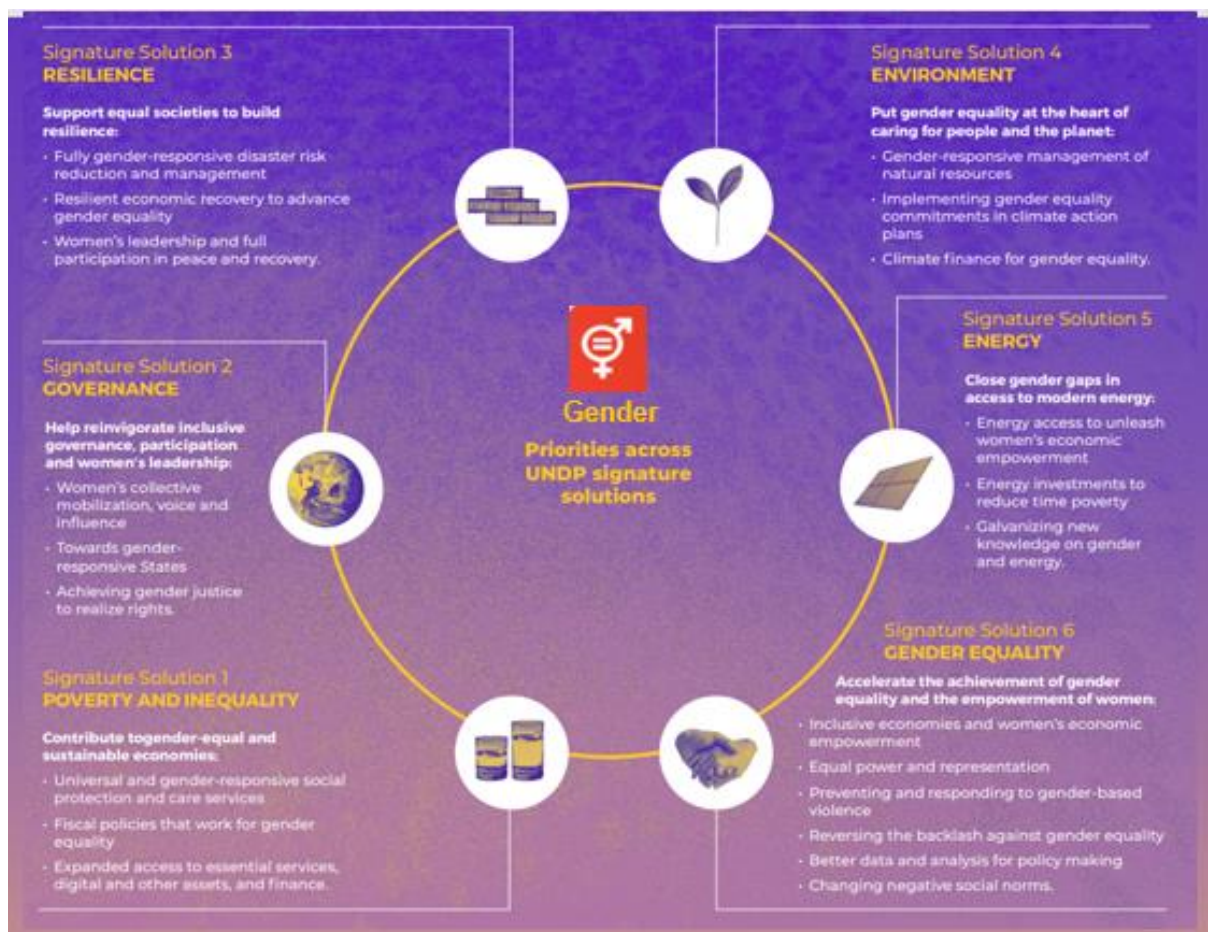 Signature Solution 3
RESILIENCE
Support equal societies to build
resilience:
· Fully gender-responsive disaster risk
reduction and management
· Resilient economic recovery to advance
gender equality
· Women's leadership and full
participation in peace and recovery.
Signature Solution 4
ENVIRONMENT
Put gender equality at the heart of
caring for people and the planet:
· Gender-responsive management of
natural resources
· Implementing gender equality
commitments in climate action
plans
· Climate finance for gender equality.
Gender
Priorities across
UNDP signature
solutions
Signature Solution 2
GOVERNANCE
Help reinvigorate inclusive
governance, participation
and women's leadership:
· Women's collective
mobilization, voice and
influence
· Towards gender-
responsive States
· Achieving gender justice
to realize rights.
Signature Solution 5
ENERGY
Close gender gaps in
access to modern energy:
· Energy access to unleash
women's economic
empowerment
· Energy investments to
reduce time poverty
· Galvanizing new
knowledge on gender
and energy.
Signature Solution 1
POVERTY AND INEQUALITY
Contribute togender-equal and
sustainable economies:
· Universal and gender-responsive social
protection and care services
· Fiscal policies that work for gender
equality
· Expanded access to essential services,
digital and other assets, and finance.
Signature Solution 6
GENDER EQUALITY
Accelerate the achievement of gender
equality and the empowerment of women:
· Inclusive economies and women's economic
empowerment
· Equal power and representation
· Preventing and responding to gender-based
violence
· Reversing the backlash against gender equality
· Better data and analysis for policy making
· Changing negative social norms.